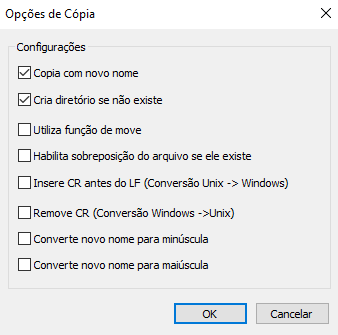 Opções de Cópia
Configurações
Copia com novo nome
Cria diretório se não existe
Utiliza função de move
Habilita sobreposição do arquivo se ele existe
Insere CR antes do LF (Conversão Unix -> Windows)
Remove CR (Conversão Windows ->Unix)
Converte novo nome para minúscula
Converte novo nome para maiúscula
OK
Cancelar